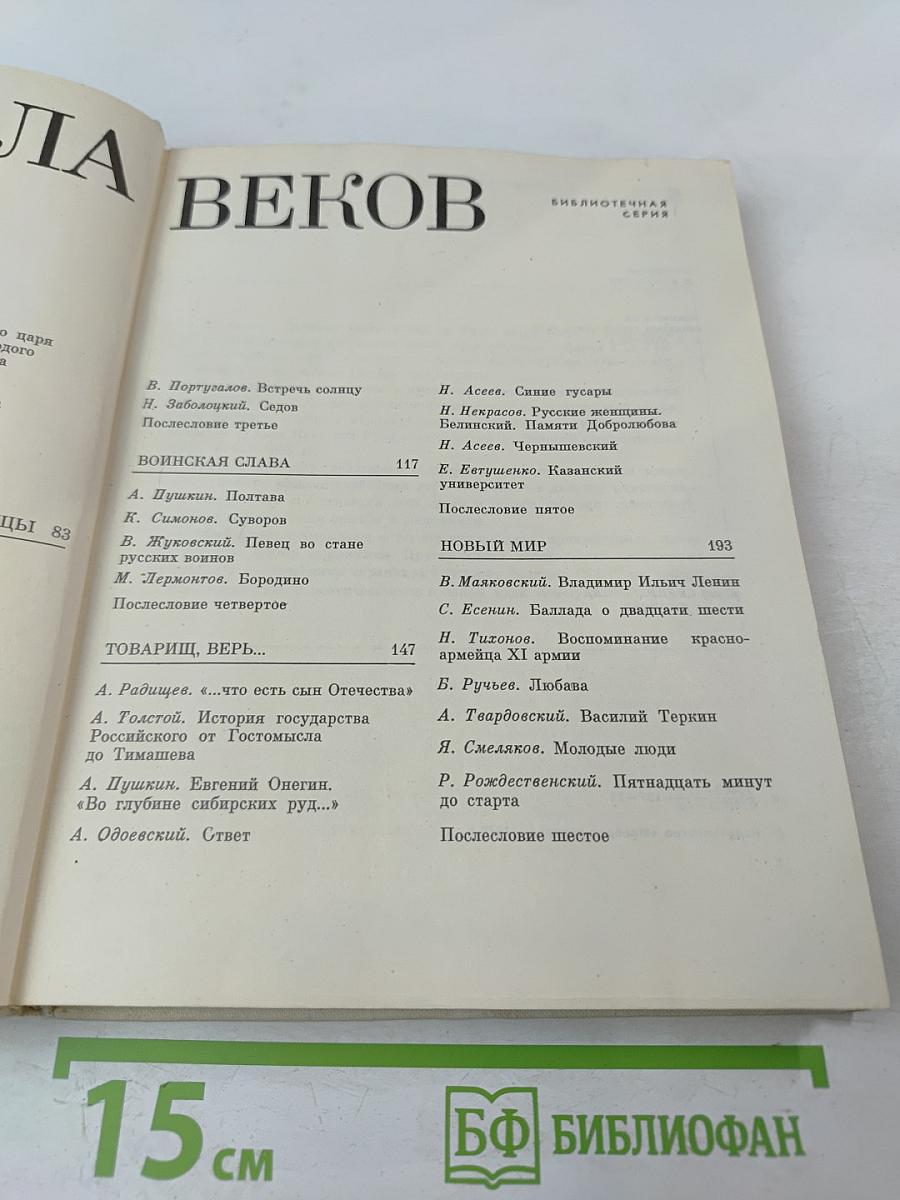 ЛА
о царя
дого
а
ЦЫ 83
ВЕКОВ
БИБЛИОТЕЧНАЯ
СЕРИЯ
В. Португалов. Встречь солнцу
Н. Заболоцкий. Седов
Послесловие третье
ВОИНСКАЯ СЛАВА 117
А. Пушкин. Полтава
К. Симонов. Суворов
В. Жуковский. Певец во стане
русских воинов
М. Лермонтов. Бородино
Послесловие четвертое
ТОВАРИЩ, ВЕРЬ... 147
А. Радищев. «...что есть сын Отечества»
А. Толстой. История государства
Российского от Гостомысла
до Тимашева
А. Пушкин. Евгений Онегин.
«Во глубине сибирских руд...»
А. Одоевский. Ответ
Н. Асеев. Синие гусары
Н. Некрасов. Русские женщины.
Белинский. Памяти Добролюбова
Н. Асеев. Чернышевский
Е. Евтушенко. Казанский
университет
Послесловие пятое
НОВЫЙ МИР 193
В. Маяковский. Владимир Ильич Ленин
С. Есенин. Баллада о двадцати шести
Н. Тихонов. Воспоминание красно-
армейца XI армии
Б. Ручьев. Любава
А. Твардовский. Василий Теркин
Я. Смеляков. Молодые люди
Р. Рождественский. Пятнадцать минут
до старта
Послесловие шестое
15 см
БФ БИБЛИОФАН